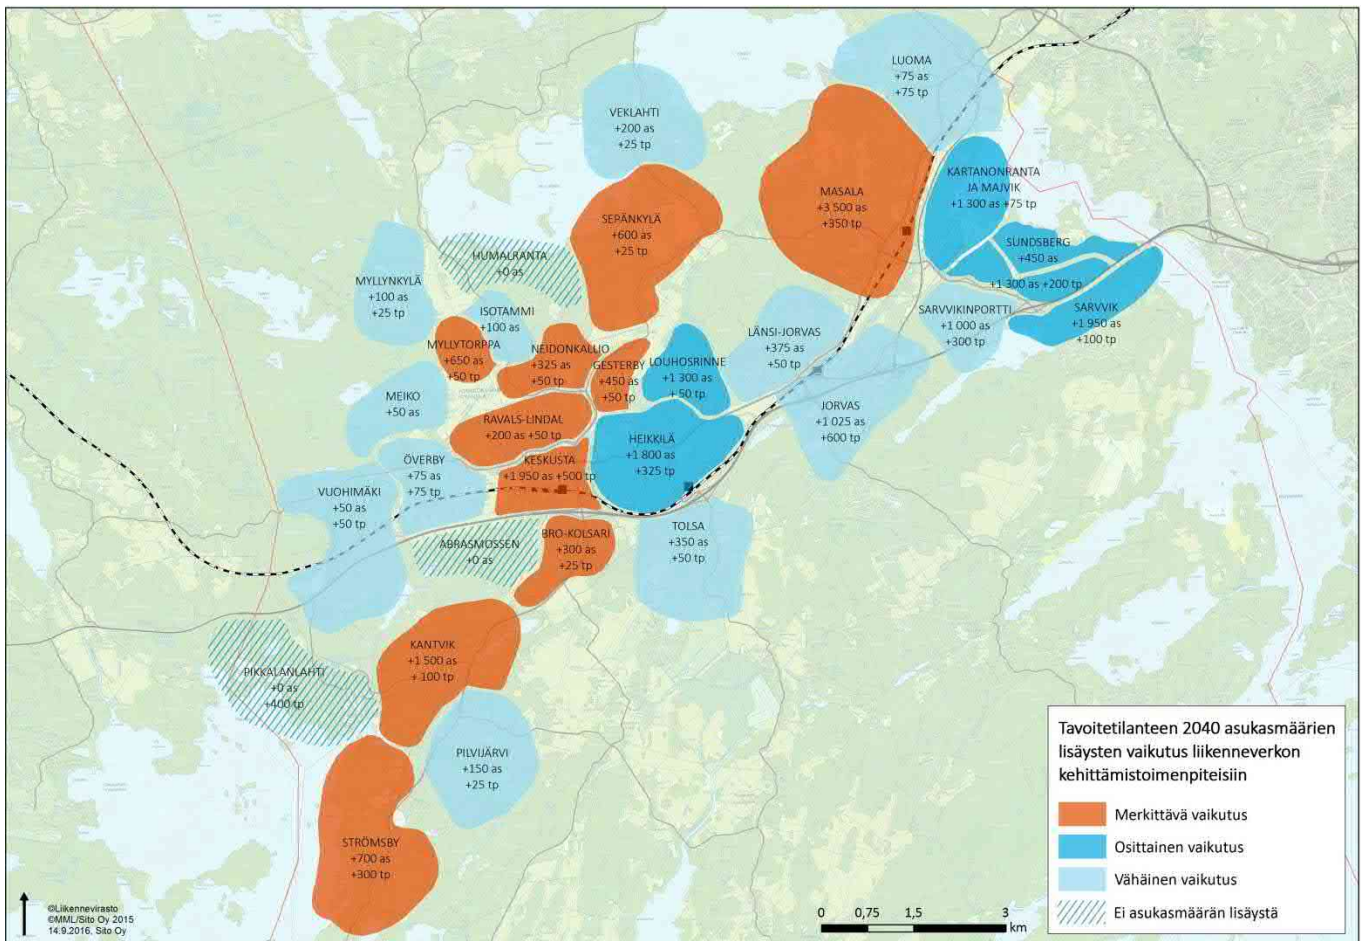 LUOMA
+75 as
+75 tp
VEKLAHTI
+200 as
+25 tp
MASALA
+3 500 as
+350 tp
KARTANONRANTA
JA MAJVIK
+1 300 as +75 tp
SEPÄNKYLÄ
+600 as
+25 tp
SUNDSBERG
+450 as
+1 300 as +200 tp
HUMALRANTA
+0 as
MYLLYNKYLÄ
+100 as
+25 tp
ISOTAMMI
+100 as
SARVVIKINPORTTI
+1 000 as
+300 tp
SARVVIK
+1 950 as
+100 tp
MYLLYTORPPA
+650 as
+50 tp
NEIDONKALLIO
+325 as
+50 tp
GESTERBY
+450 as
+50 tp
LOUHOSRINNE
+1 300 as
+ 50 tp
LÄNSI-JORVAS
+375 as
+50 tp
MEIKO
+50 as
RAVALS-LINDAL
+200 as +50 tp
JORVAS
+1 025 as
+600 tp
HEIKKILÄ
+1 800 as
+325 tp
ÖVERBY
+75 as
+75 tp
KESKUSTA
+1 950 as +500 tp
VUOHIMÄKI
+50 as
+50 tp
TOLSA
+350 as
+50 tp
ÅBRASMOSSEN
+0 as
BRO-KOLSARI
+300 as
+25 tp
KANTVIK
+1 500 as
+ 100 tp
PIKKALANLAHTI
+0 as
+400 tp
PILVIJÄRVI
+150 as
+25 tp
STRÖMSBY
+700 as
+300 tp
Tavoitetilanteen 2040 asukasmäärien
lisäysten vaikutus liikenneverkon
kehittämistoimenpiteisiin
Merkittävä vaikutus
Osittainen vaikutus
Vähäinen vaikutus
Ei asukasmäärän lisäystä
©Liikennevirasto
©MML/Sito Oy 2015
14.9.2016, Sito Oy
0 0,75 1,5 3
km